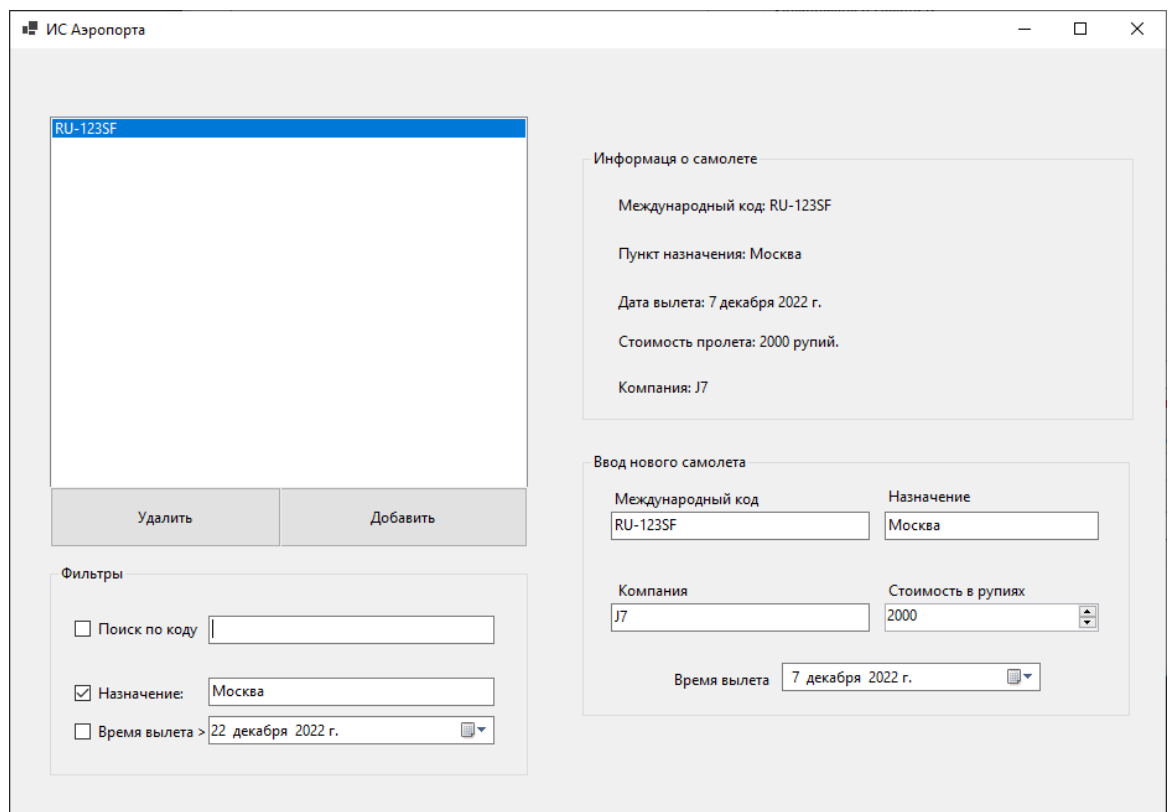 ИС Аэропорта
RU-123SF
Удалить
Добавить
Фильтры
Поиск по коду
Назначение:
Москва
Время вылета >
22 декабря 2022 г.
Информаця о самолете
Международный код: RU-123SF
Пункт назначения: Москва
Дата вылета: 7 декабря 2022 г.
Стоимость пролета: 2000 рупий.
Компания: J7
Ввод нового самолета
Международный код
Назначение
RU-123SF
Москва
Компания
Стоимость в рупиях
J7
2000
Время вылета
7 декабря 2022 г.